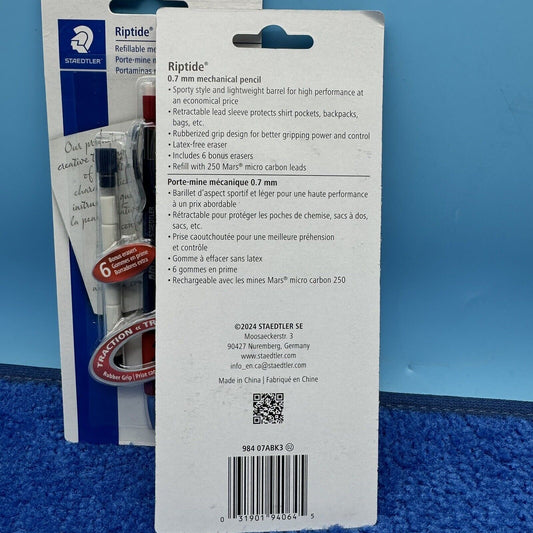 STAEDTLER
Riptide®
Refillable me
Porte-mine m
Portaminas r
6
Bonus erasers
Gommes en prime
Borradores extra
TRACTION « TR
Rubber Grip | Prise cao
STAEDTLER
Riptide®
0.7 mm mechanical pencil
• Sporty style and lightweight barrel for high performance at
an economical price
• Retractable lead sleeve protects shirt pockets, backpacks,
bags, etc.
• Rubberized grip design for better gripping power and control
• Latex-free eraser
• Includes 6 bonus erasers
• Refill with 250 Mars® micro carbon leads
Porte-mine mécanique 0.7 mm
• Barillet d'aspect sportif et léger pour une haute performance
à un prix abordable
• Rétractable pour protéger les poches de chemise, sacs à dos,
sacs, etc.
• Prise caoutchoutée pour une meilleure préhension
et contrôle
• Gomme à effacer sans latex
• 6 gommes en prime
• Rechargeable avec les mines Mars® micro carbon 250
©2024 STAEDTLER SE
Moosaeckerstr. 3
90427 Nuremberg, Germany
www.staedtler.com
info_en.ca@staedtler.com
Made in China | Fabriqué en Chine
984 07ABK3
0 31901 94064 5